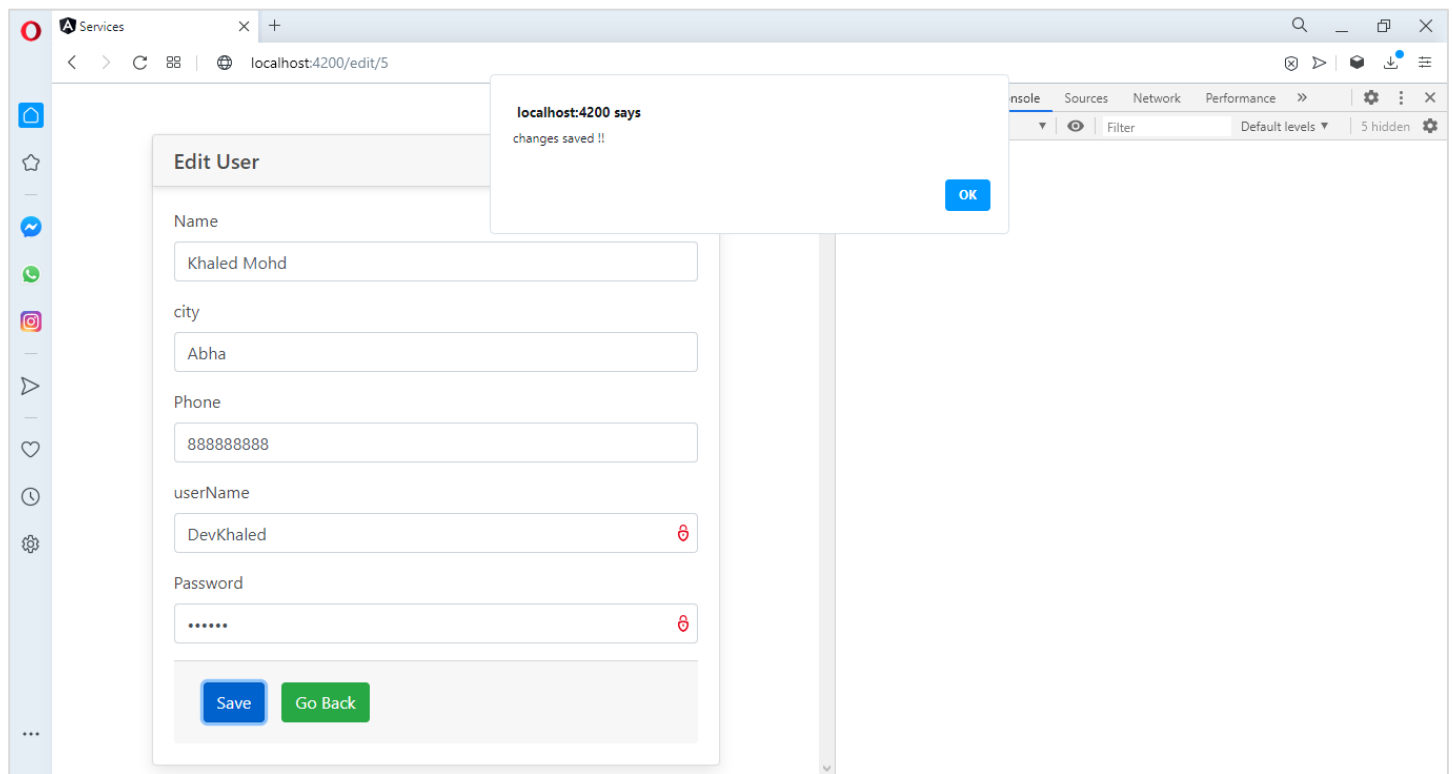 Services
localhost:4200/edit/5
localhost:4200 says
changes saved !!
OK
nsole Sources Network Performance »
Filter Default levels ▼ 5 hidden
Edit User
Name
Khaled Mohd
city
Abha
Phone
888888888
userName
DevKhaled
Password
••••••
Save Go Back